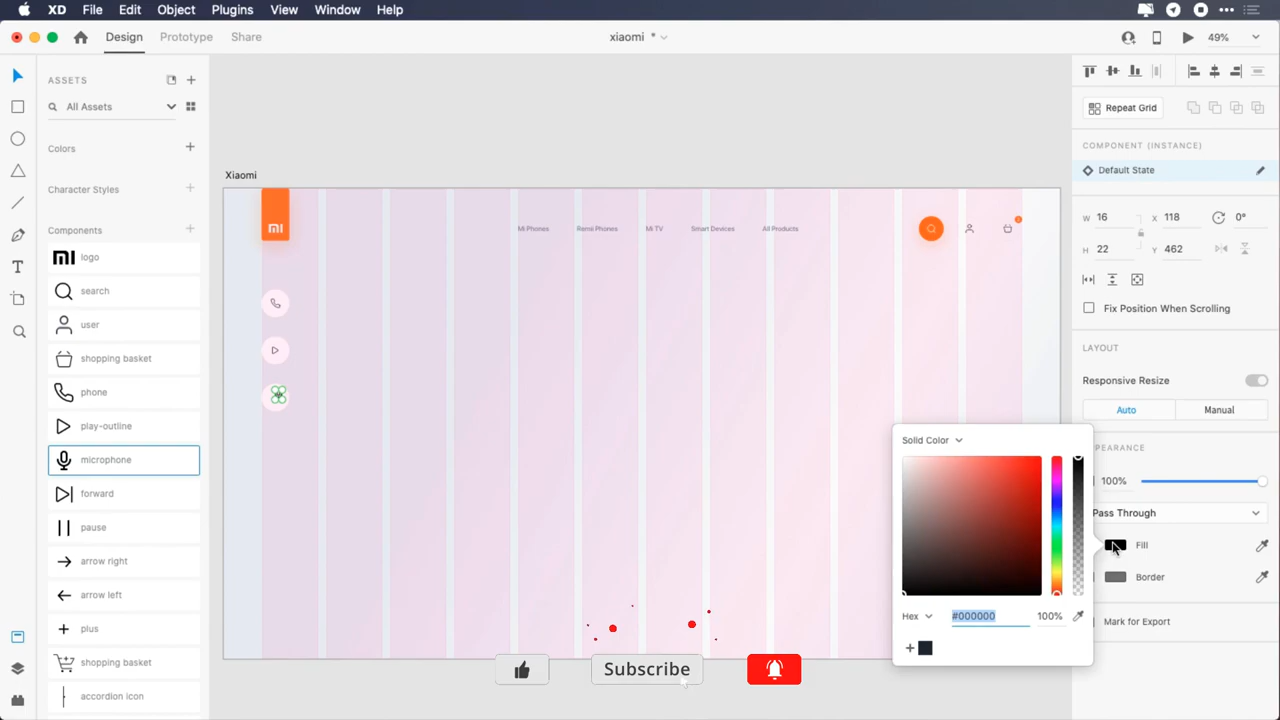 XD File Edit Object Plugins View Window Help
Design Prototype Share
xiaomi *
49%
ASSETS
All Assets
Colors
Character Styles
Components
logo
search
user
shopping basket
phone
play-outline
microphone
forward
pause
arrow right
arrow left
plus
shopping basket
accordion icon
Xiaomi
Mi Phones Remii Phones Mi TV Smart Devices All Products
Subscribe
Repeat Grid
COMPONENT (INSTANCE)
Default State
W 16 X 118 0°
H 22 Y 462
Fix Position When Scrolling
LAYOUT
Responsive Resize
Auto Manual
PPEARANCE
100%
Pass Through
Fill
Border
Mark for Export
Solid Color
Hex #000000 100%